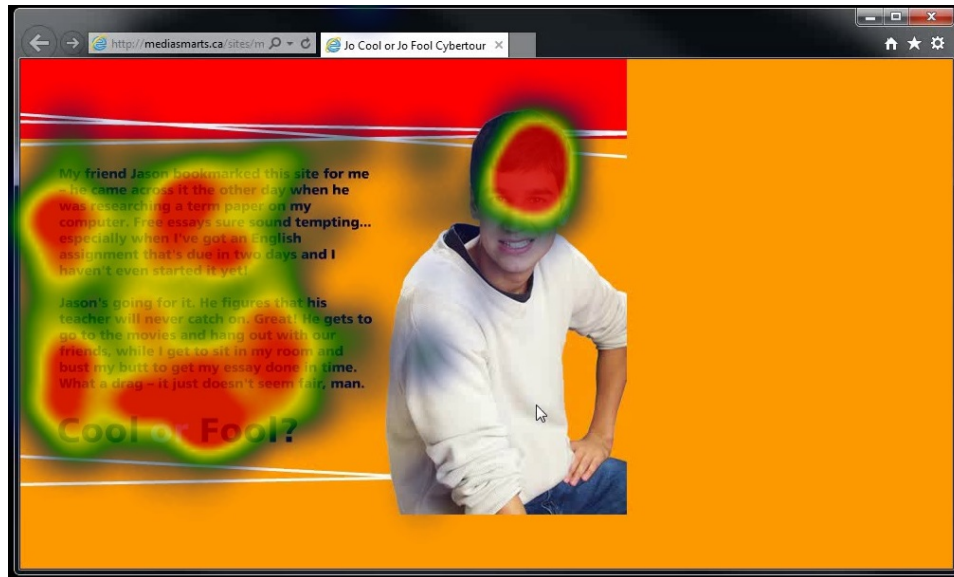 http://mediasmarts.ca/sites/m
Jo Cool or Jo Fool Cybertour
My friend Jason bookmarked this site for me
– he came across it the other day when he
was researching a term paper on my
computer. Free essays sure sound tempting...
especially when I've got an English
assignment that's due in two days and I
haven't even started it yet!
Jason's going for it. He figures that his
teacher will never catch on. Great! He gets to
go to the movies and hang out with our
friends, while I get to sit in my room and
bust my butt to get my essay done in time.
What a drag – it just doesn't seem fair, man.
Cool or Fool?